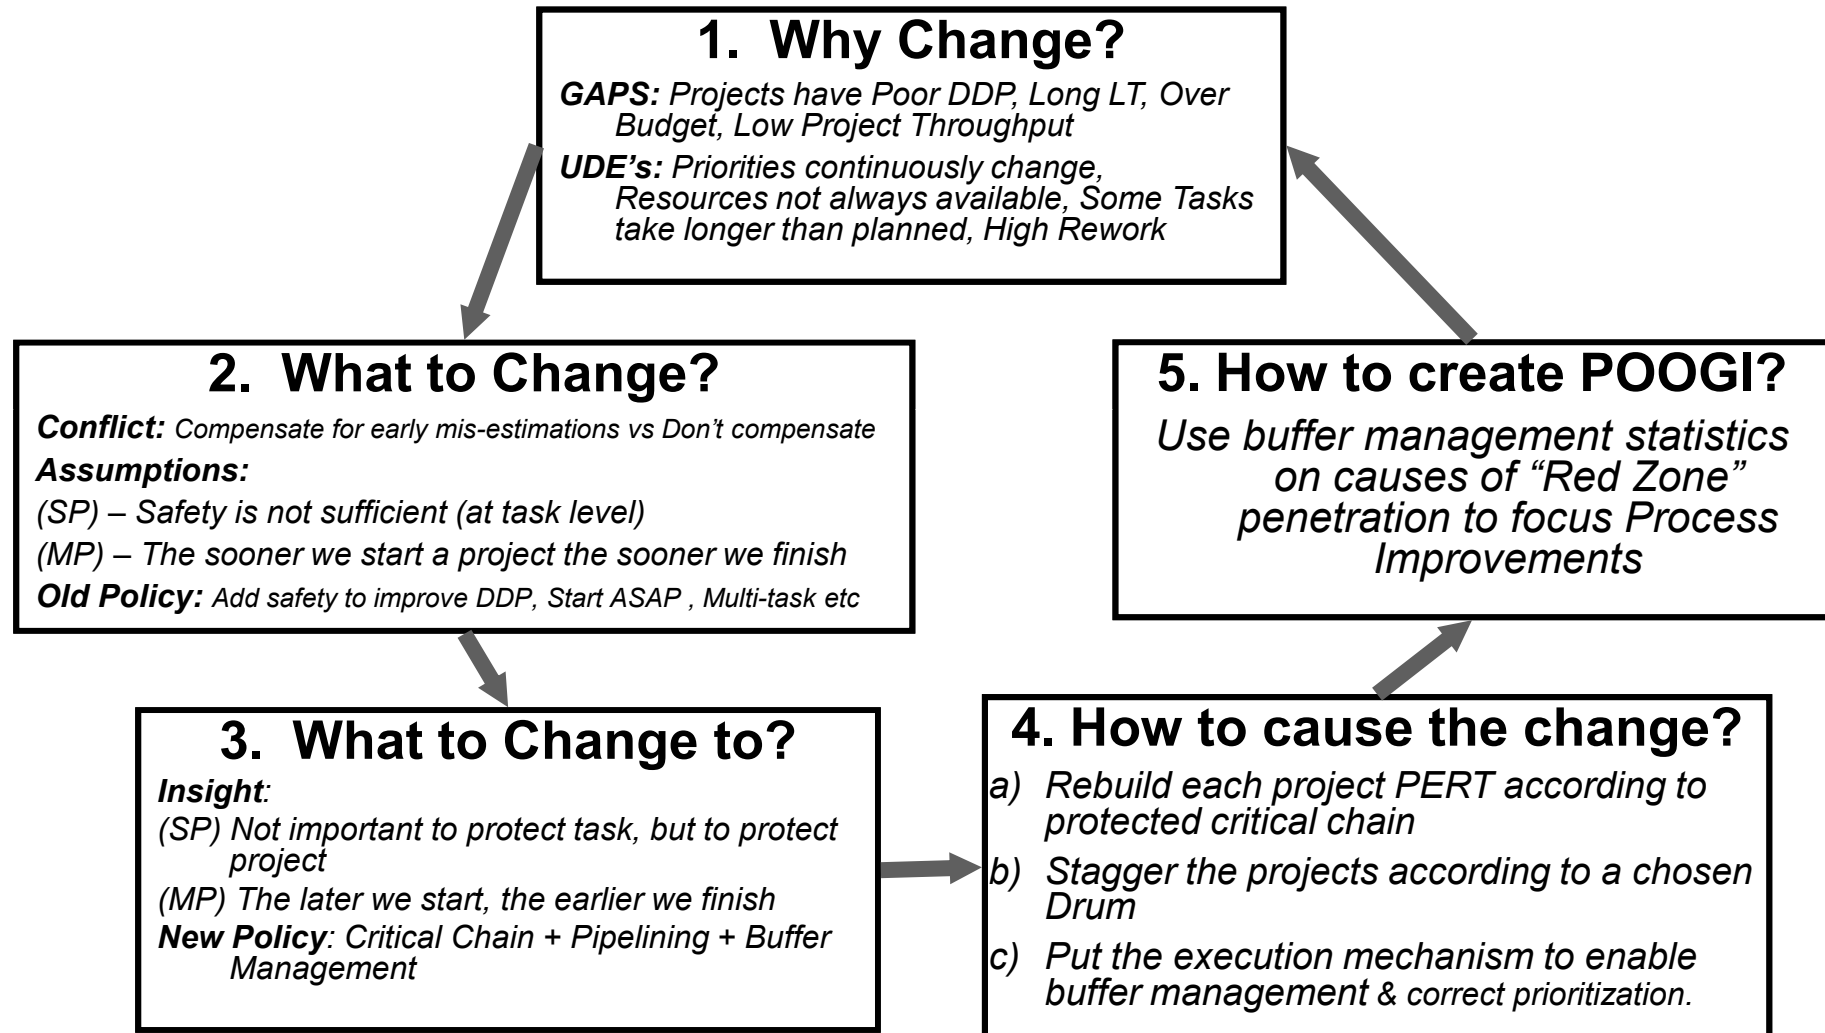 1. Why Change?
GAPS: Projects have Poor DDP, Long LT, Over
Budget, Low Project Throughput
UDE's: Priorities continuously change,
Resources not always available, Some Tasks
take longer than planned, High Rework
2. What to Change?
Conflict: Compensate for early mis-estimations vs Don't compensate
Assumptions:
(SP) – Safety is not sufficient (at task level)
(MP) – The sooner we start a project the sooner we finish
Old Policy: Add safety to improve DDP, Start ASAP , Multi-task etc
3. What to Change to?
Insight:
(SP) Not important to protect task, but to protect
project
(MP) The later we start, the earlier we finish
New Policy: Critical Chain + Pipelining + Buffer
Management
4. How to cause the change?
a) Rebuild each project PERT according to
protected critical chain
b) Stagger the projects according to a chosen
Drum
c) Put the execution mechanism to enable
buffer management & correct prioritization.
5. How to create POOGI?
Use buffer management statistics
on causes of “Red Zone”
penetration to focus Process
Improvements